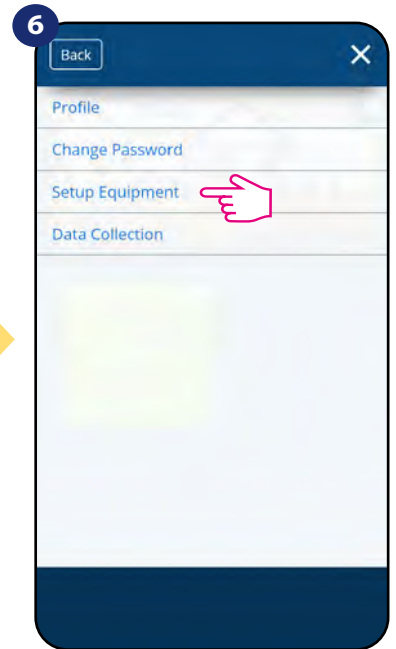 6
Back
Profile
Change Password
Setup Equipment
Data Collection